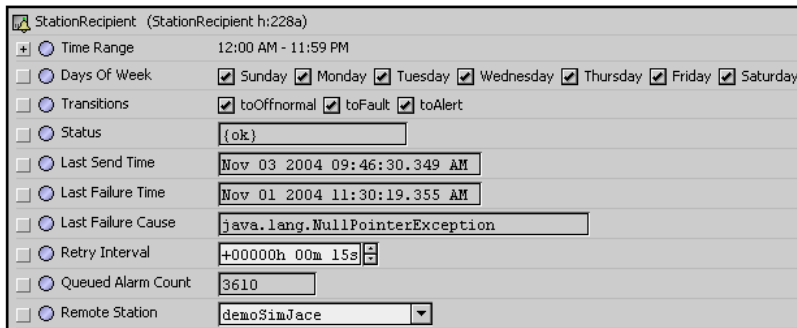 StationRecipient (StationRecipient h:228a)
Time Range 12:00 AM - 11:59 PM
Days Of Week Sunday Monday Tuesday Wednesday Thursday Friday Saturday
Transitions toOffnormal toFault toAlert
Status {ok}
Last Send Time Nov 03 2004 09:46:30.349 AM
Last Failure Time Nov 01 2004 11:30:19.355 AM
Last Failure Cause java.lang.NullPointerException
Retry Interval +00000h 00m 15s
Queued Alarm Count 3610
Remote Station demoSimJace